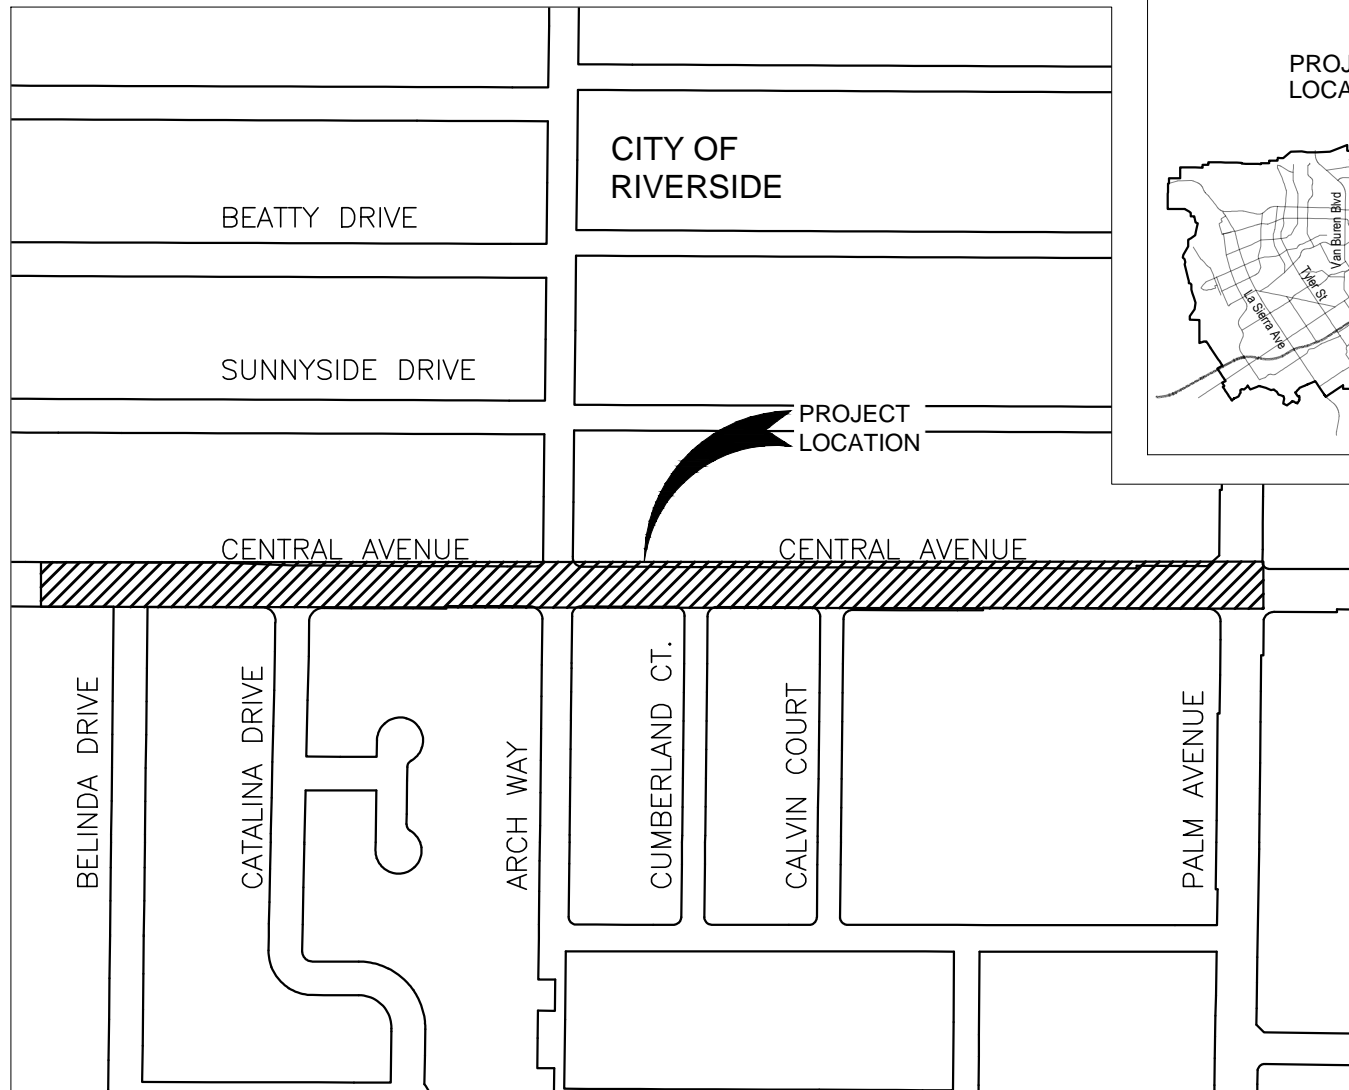 PROJ
LOCA
CITY OF
RIVERSIDE
BEATTY DRIVE
Van Buren Blvd
Tyler St
La Sierra Ave
SUNNYSIDE DRIVE
PROJECT
LOCATION
CENTRAL AVENUE
CENTRAL AVENUE
BELINDA DRIVE
CATALINA DRIVE
ARCH WAY
CUMBERLAND CT.
CALVIN COURT
PALM AVENUE